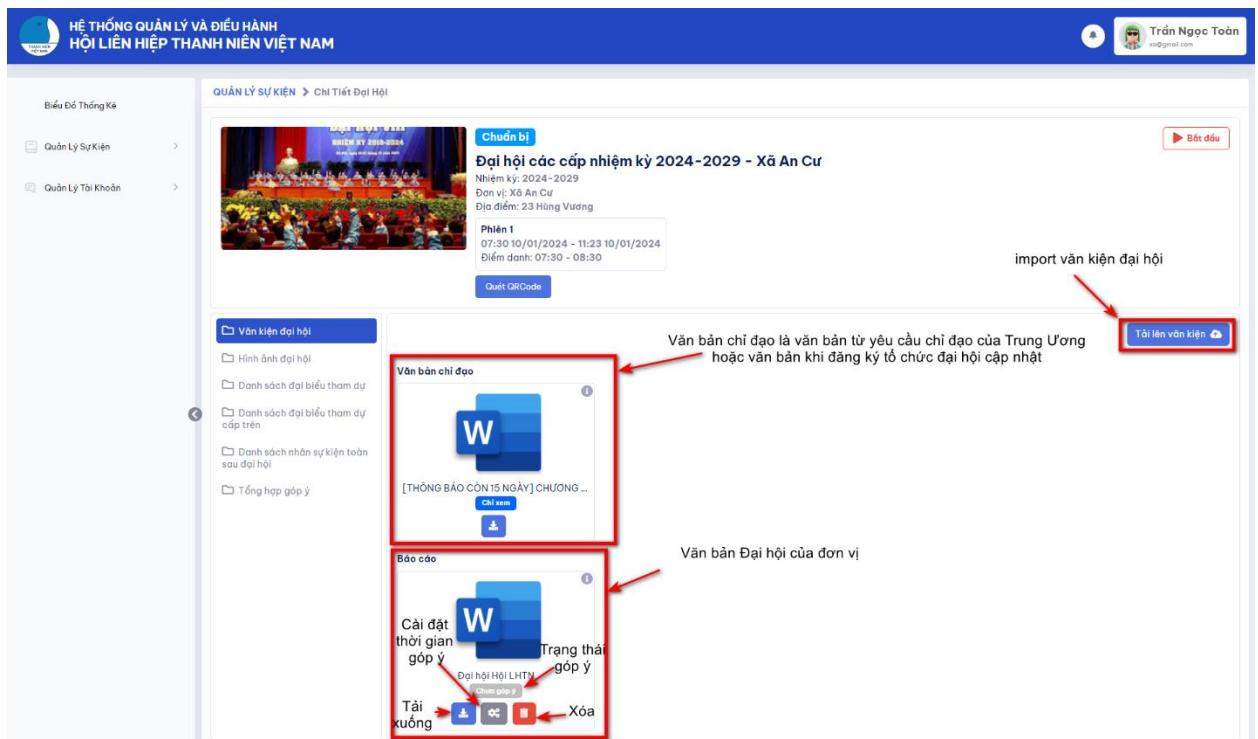 HỆ THỐNG QUẢN LÝ VÀ ĐIỀU HÀNH
HỘI LIÊN HIỆP THANH NIÊN VIỆT NAM
Trần Ngọc Toàn
xa@gmail.com
Biểu Đồ Thống Kê
Quản Lý Sự Kiện
Quản Lý Tài Khoản
QUẢN LÝ SỰ KIỆN > Chi Tiết Đại Hội
Chuẩn bị
Bắt đầu
Đại hội các cấp nhiệm kỳ 2024-2029 - Xã An Cư
Nhiệm kỳ: 2024-2029
Đơn vị: Xã An Cư
Địa điểm: 23 Hùng Vương
Phiên 1
07:30 10/01/2024 - 11:23 10/01/2024
Điểm danh: 07:30 - 08:30
Quét QRCode
import văn kiện đại hội
Tải lên văn kiện
Văn kiện đại hội
Hình ảnh đại hội
Danh sách đại biểu tham dự
Danh sách đại biểu tham dự
cấp trên
Danh sách nhân sự kiện toàn
sau đại hội
Tổng hợp góp ý
Văn bản chỉ đạo là văn bản từ yêu cầu chỉ đạo của Trung Ương
hoặc văn bản khi đăng ký tổ chức đại hội cập nhật
Văn bản chỉ đạo
W
[THÔNG BÁO CÒN 15 NGÀY] CHƯƠNG ...
Chỉ xem
Văn bản Đại hội của đơn vị
Báo cáo
W
Cài đặt
thời gian
góp ý
Trạng thái
góp ý
Đại hội Hội LHTN
Chưa góp ý
Tải
xuống
Xóa